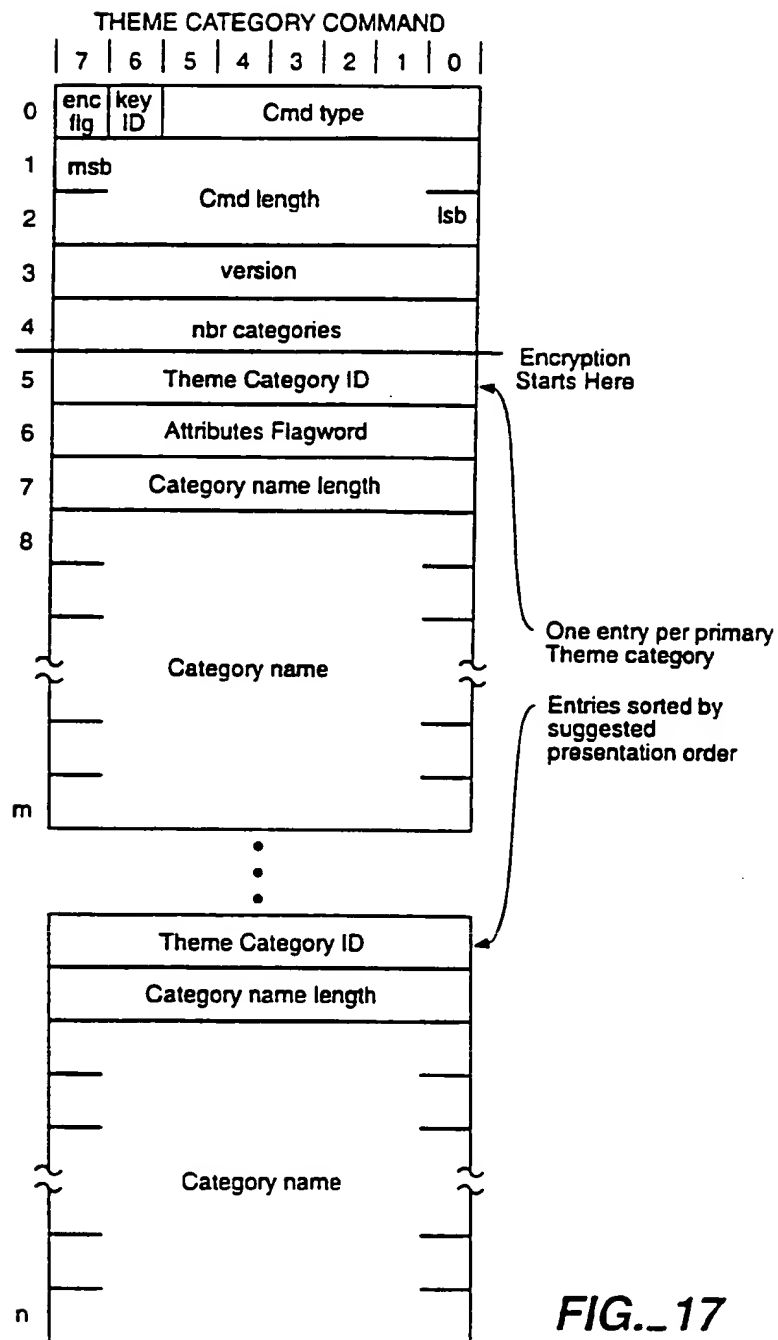 THEME CATEGORY COMMAND
7 6 5 4 3 2 1 0
0 enc flg key ID Cmd type
1 msb
Cmd length
2 lsb
3 version
4 nbr categories
Encryption
Starts Here
5 Theme Category ID
6 Attributes Flagword
7 Category name length
8
One entry per primary
Theme category
Category name
Entries sorted by
suggested
presentation order
m
Theme Category ID
Category name length
Category name
n
FIG._17